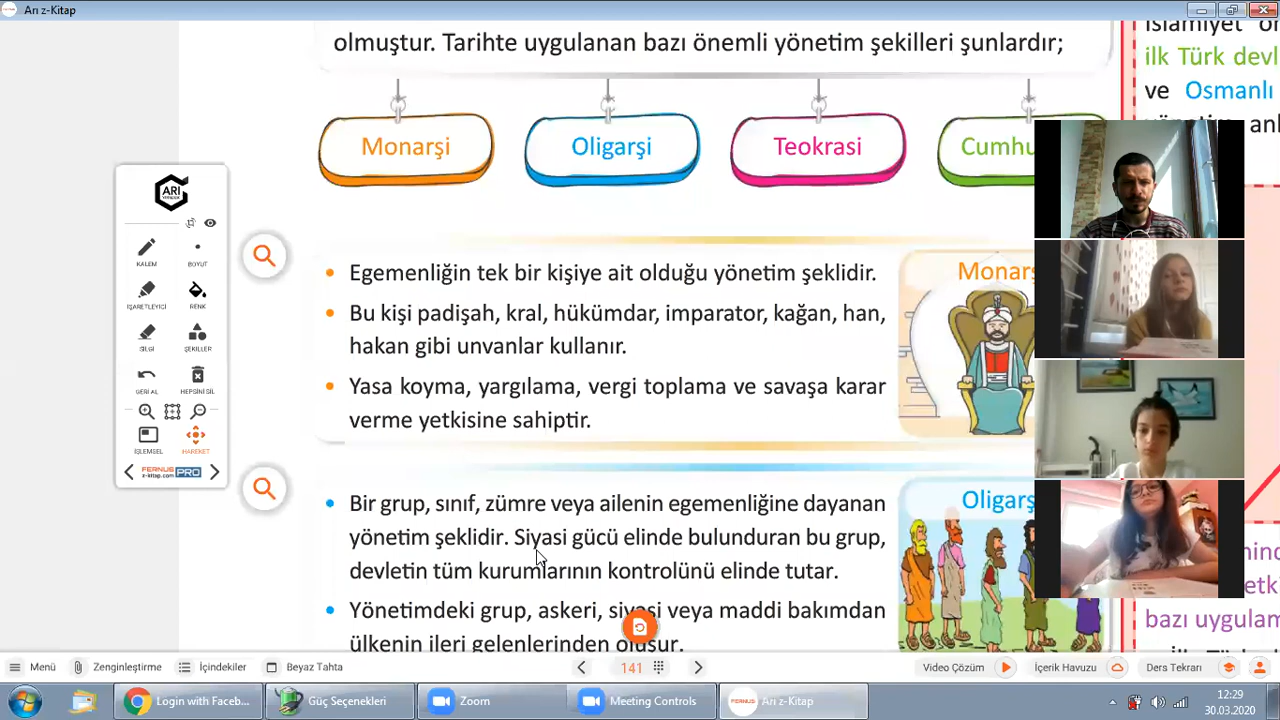 Arı z-Kitap
olmuştur. Tarihte uygulanan bazı önemli yönetim şekilleri şunlardır;
Monarşi
Oligarşi
Teokrasi
Cumhu
ilk Türk devl
ve Osmanlı
ARI
KALEM
BOYUT
İŞARETLEYİCİ
RENK
SİLGİ
ŞEKİLLER
GERİ AL
HEPSİNİ SİL
İŞLEMSEL
HAREKET
FERNUS
z-kitap.com
PRO
• Egemenliğin tek bir kişiye ait olduğu yönetim şeklidir.
• Bu kişi padişah, kral, hükümdar, imparator, kağan, han,
hakan gibi unvanlar kullanır.
• Yasa koyma, yargılama, vergi toplama ve savaşa karar
verme yetkisine sahiptir.
Monarş
• Bir grup, sınıf, zümre veya ailenin egemenliğine dayanan
yönetim şeklidir. Siyasi gücü elinde bulunduran bu grup,
devletin tüm kurumlarının kontrolünü elinde tutar.
• Yönetimdeki grup, askeri, siyasi veya maddi bakımdan
ülkenin ileri gelenlerinden oluşur.
Oligarş
bazı uygulam
Menü
Zenginleştirme
İçindekiler
Beyaz Tahta
141
Video Çözüm
İçerik Havuzu
Ders Tekrarı
Login with Faceb...
Güç Seçenekleri
Zoom
Meeting Controls
FERNUS
Arı z-Kitap
12:29
30.03.2020